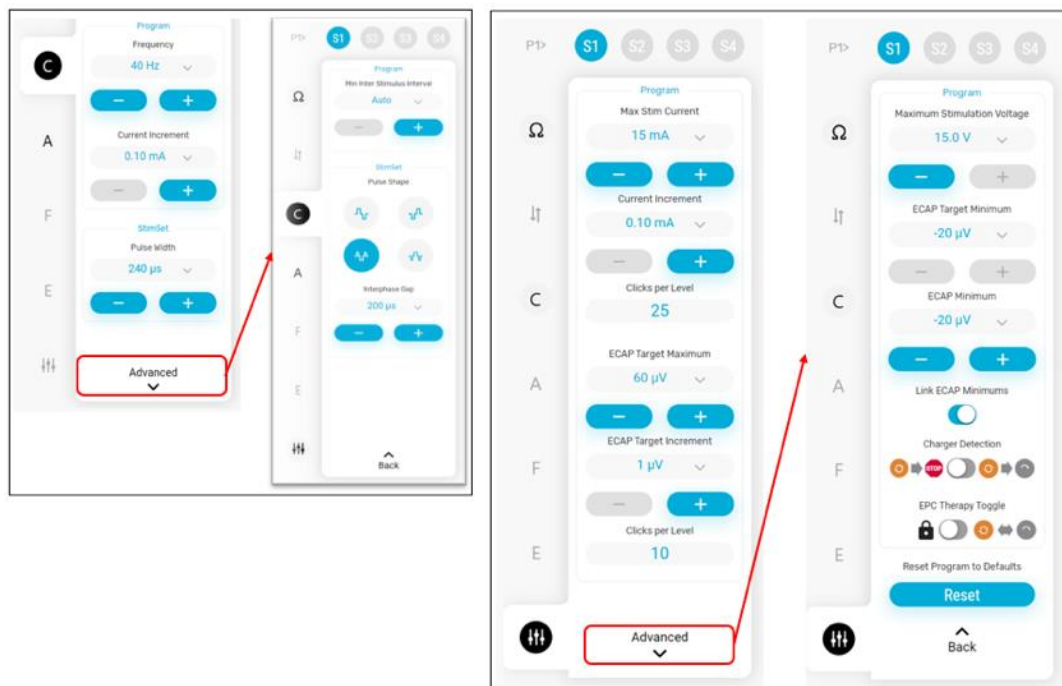 Program
Frequency
C
40 Hz
− +
A
Current Increment
0.10 mA
− +
F
StimSet
Pulse Width
E
240 µs
− +
Advanced
P1> S1 S2 S3 S4
Program
Min Inter Stimulus Interval
Ω
Auto
− +
StimSet
Pulse Shape
C
A
Interphase Gap
200 µs
F
− +
E
Back
P1> S1 S2 S3 S4
Program
Max Stim Current
Ω
15 mA
− +
Current Increment
0.10 mA
− +
Clicks per Level
C
25
ECAP Target Maximum
A
60 µV
− +
ECAP Target Increment
F
1 µV
− +
Clicks per Level
E
10
Advanced
P1> S1 S2 S3 S4
Program
Maximum Stimulation Voltage
Ω
15.0 V
− +
ECAP Target Minimum
-20 µV
− +
C
ECAP Minimum
-20 µV
− +
A
Link ECAP Minimums
Charger Detection
F
STOP
EPC Therapy Toggle
E
Reset Program to Defaults
Reset
Back